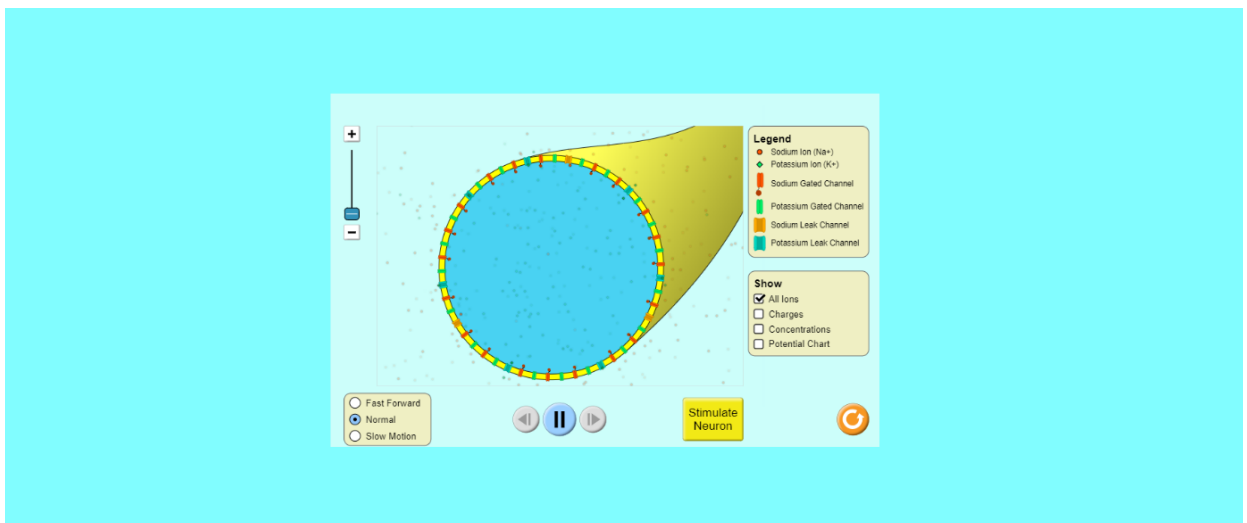 +
−
Legend
Sodium Ion (Na+)
Potassium Ion (K+)
Sodium Gated Channel
Potassium Gated Channel
Sodium Leak Channel
Potassium Leak Channel
Show
All Ions
Charges
Concentrations
Potential Chart
Fast Forward
Normal
Slow Motion
Stimulate
Neuron